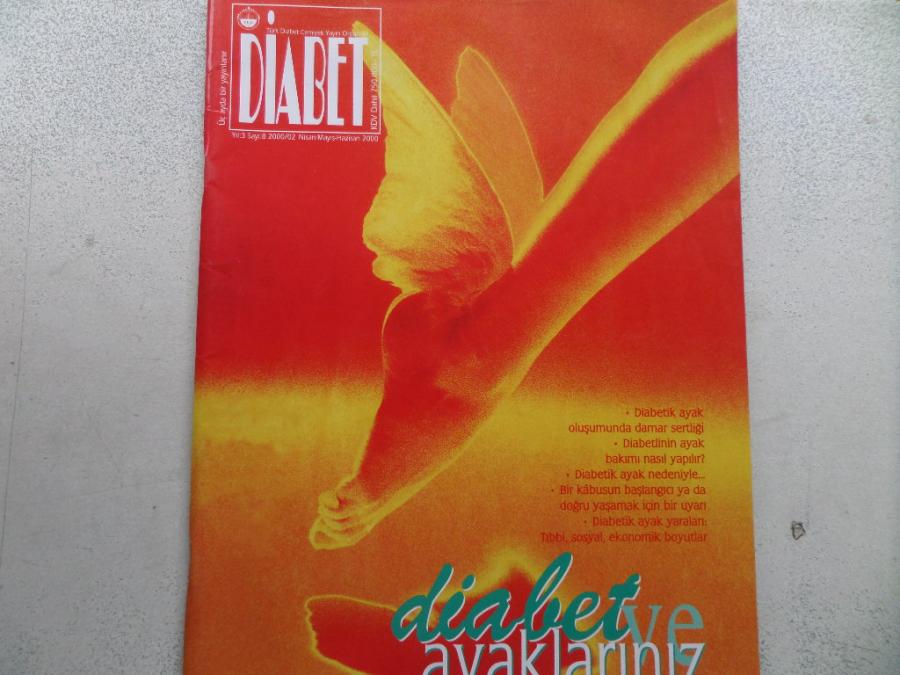 Türk Diabet Cemiyeti Yayın Organıdır
DİABET
Üç ayda bir yayınlanır
KDV Dahil 750.000.- TL
Yıl:3 Sayı:8 2000/02 Nisan-Mayıs-Haziran 2000
• Diabetik ayak
oluşumunda damar sertliği
• Diabetlinin ayak
bakımı nasıl yapılır?
• Diabetik ayak nedeniyle...
• Bir kâbusun başlangıcı ya da
doğru yaşamak için bir uyarı
• Diabetik ayak yaraları:
Tıbbi, sosyal, ekonomik boyutlar
diabet ve
ayaklarınız